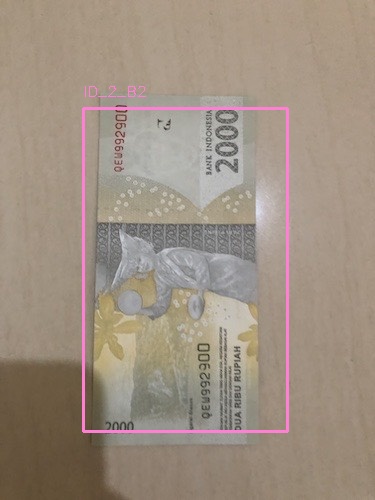 ID_2_B2
QEW992900
BANK INDONESIA
2000
QEW992900
DUA RIBU RUPIAH
2000